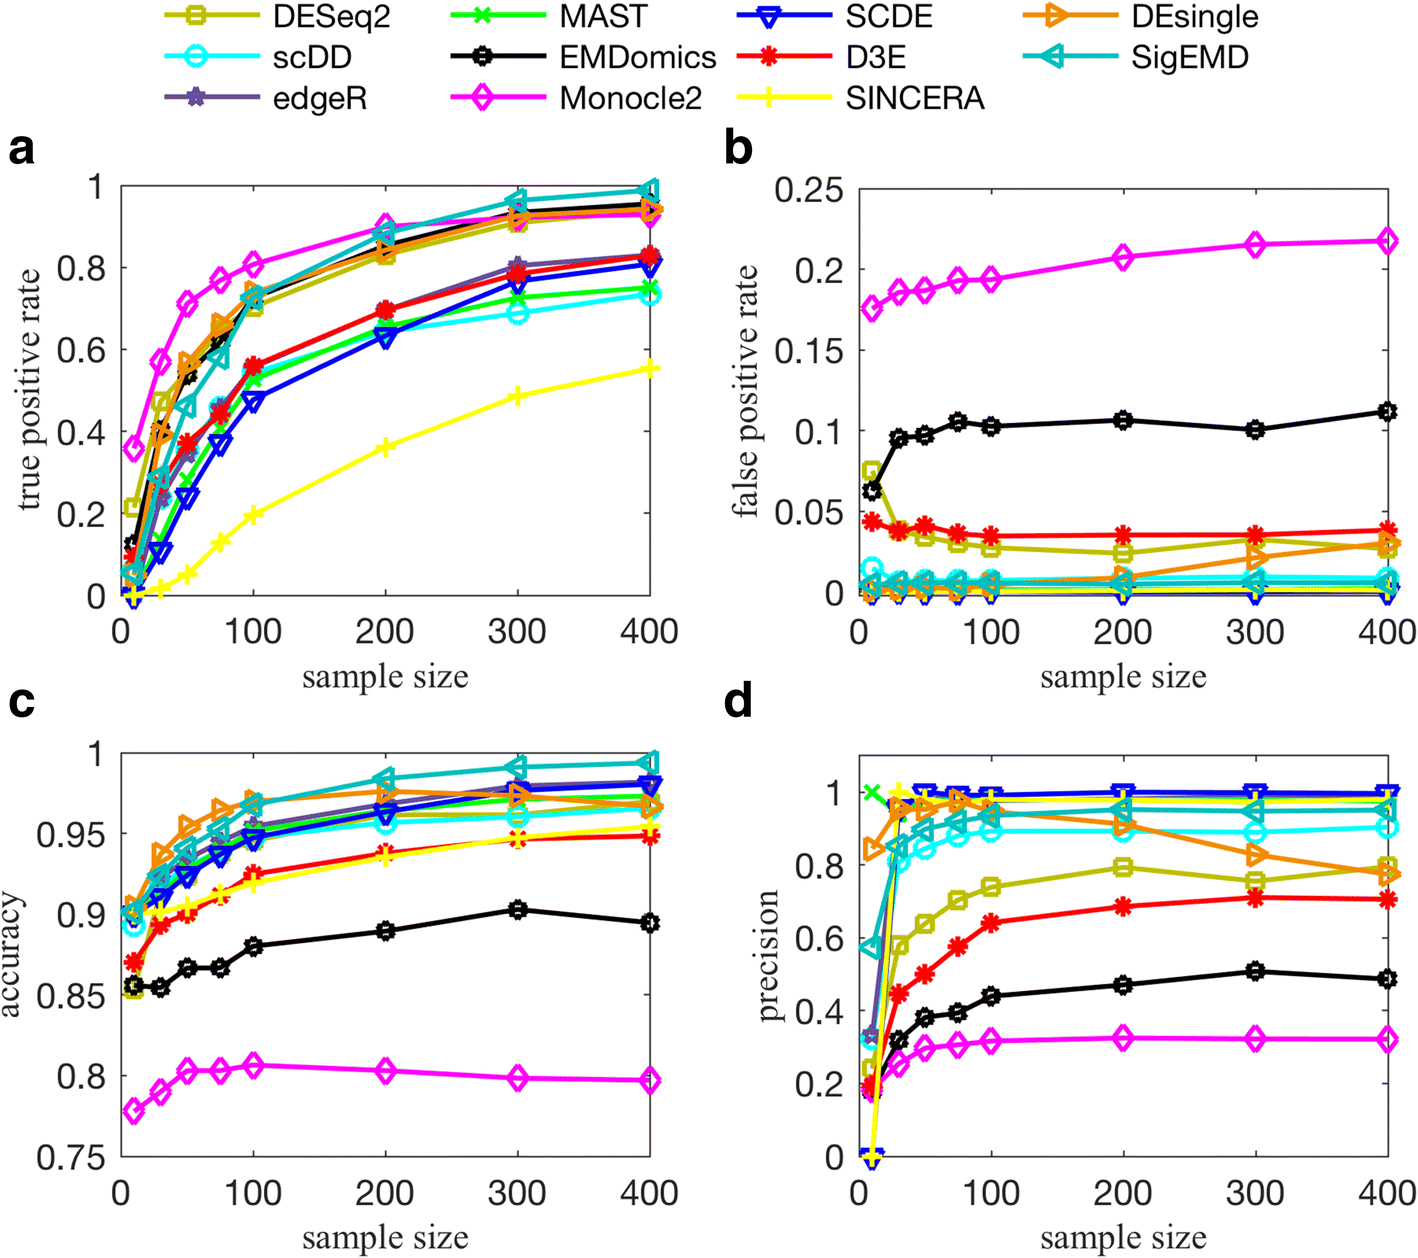 DESeq2 MAST SCDE DEsingle
scDD EMDomics D3E SigEMD
edgeR Monocle2 SINCERA
a
true positive rate
1
0.8
0.6
0.4
0.2
0
0 100 200 300 400
sample size
b
false positive rate
0.25
0.2
0.15
0.1
0.05
0
0 100 200 300 400
sample size
c
accuracy
1
0.95
0.9
0.85
0.8
0.75
0 100 200 300 400
sample size
d
precision
1
0.8
0.6
0.4
0.2
0
0 100 200 300 400
sample size